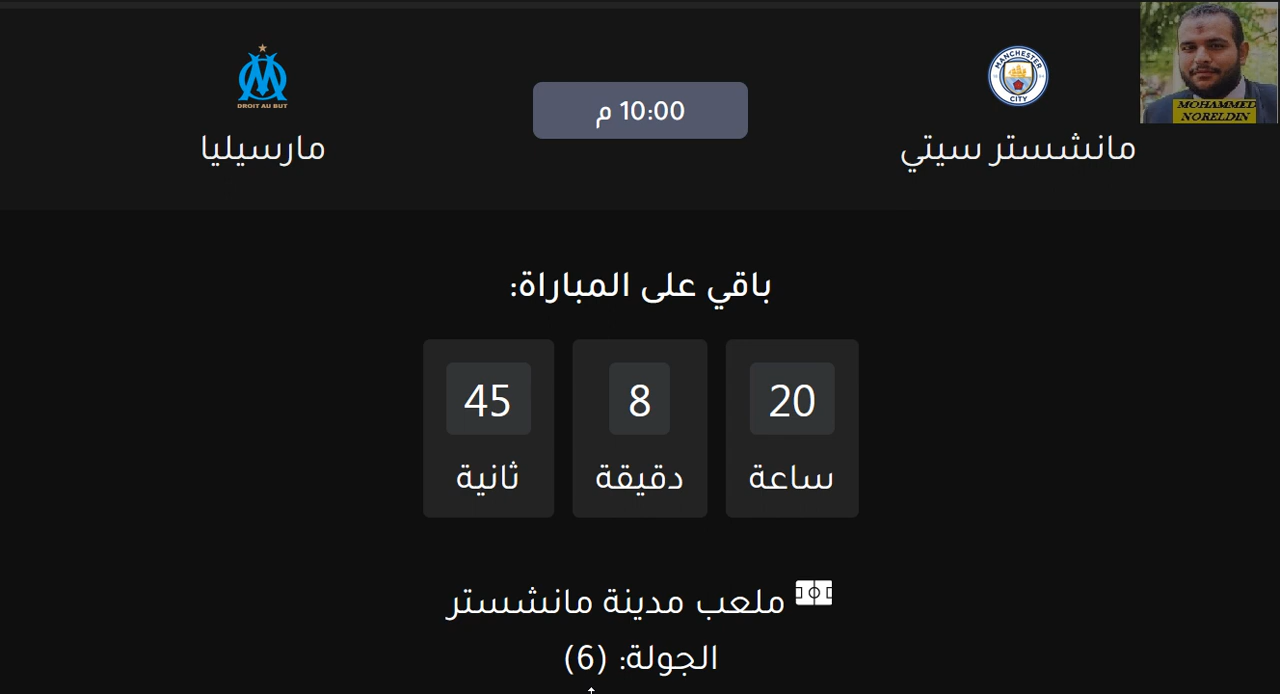 MANCHESTER
CITY
MOHAMMED
NORELDIN
DROIT AU BUT
10:00 م
مانشستر سيتي
مارسيليا
باقي على المباراة:
20
8
45
ساعة
دقيقة
ثانية
ملعب مدينة مانشستر
الجولة: (6)